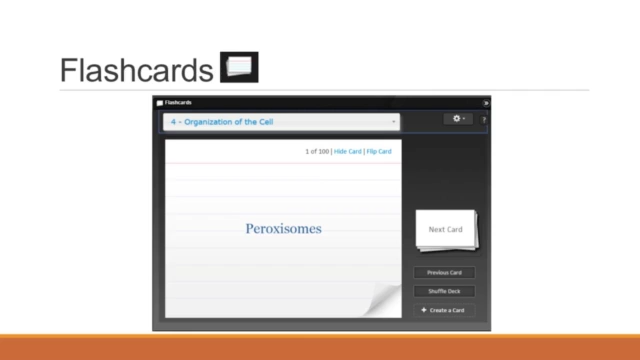 Flashcards
Flashcards
4 - Organization of the Cell
?
1 of 100 | Hide Card | Flip Card
Peroxisomes
Next Card
Previous Card
Shuffle Deck
+ Create a Card